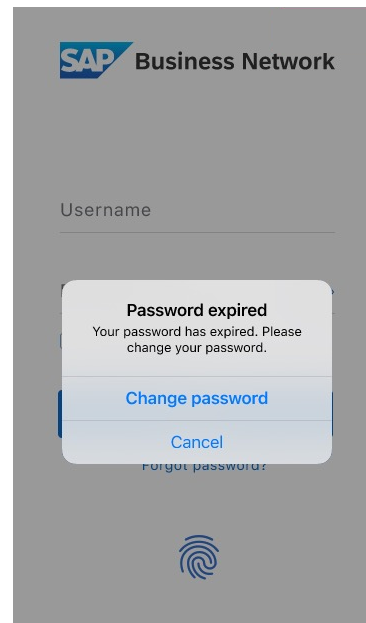 SAP Business Network
Username
Password expired
Your password has expired. Please
change your password.
Change password
Cancel
Forgot password?